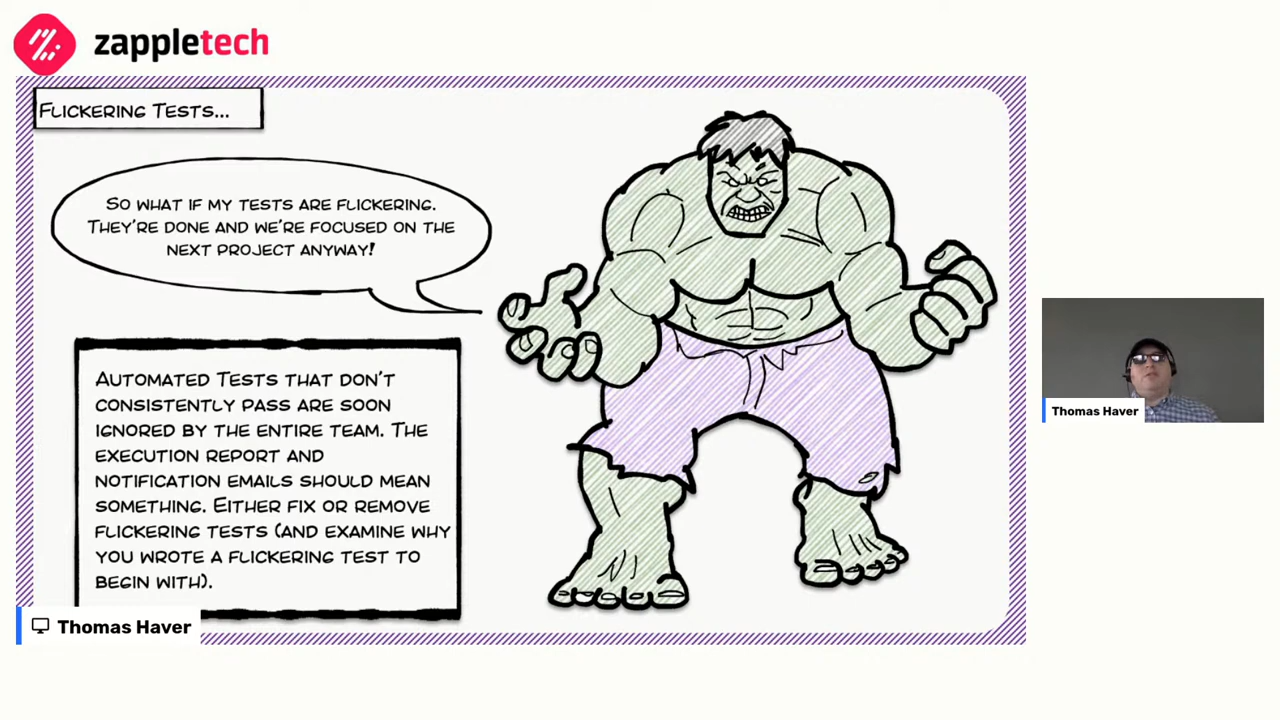 zappletech
FLICKERING TESTS...
SO WHAT IF MY TESTS ARE FLICKERING.
THEY'RE DONE AND WE'RE FOCUSED ON THE
NEXT PROJECT ANYWAY!
AUTOMATED TESTS THAT DON'T
CONSISTENTLY PASS ARE SOON
IGNORED BY THE ENTIRE TEAM. THE
EXECUTION REPORT AND
NOTIFICATION EMAILS SHOULD MEAN
SOMETHING. EITHER FIX OR REMOVE
FLICKERING TESTS (AND EXAMINE WHY
YOU WROTE A FLICKERING TEST TO
BEGIN WITH).
Thomas Haver
Thomas Haver